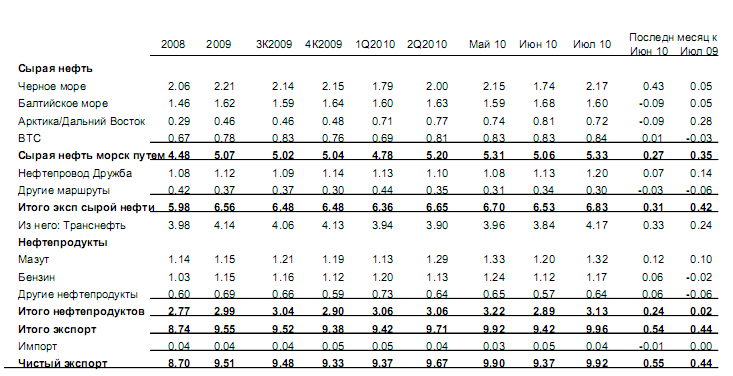 Последн месяц к
2008 2009 3К2009 4К2009 1Q2010 2Q2010 Май 10 Июн 10 Июл 10 Июн 10 Июл 09
Сырая нефть
Черное море 2.06 2.21 2.14 2.15 1.79 2.00 2.15 1.74 2.17 0.43 0.05
Балтийское море 1.46 1.62 1.59 1.64 1.60 1.63 1.59 1.68 1.60 -0.09 0.05
Арктика/Дальний Восток 0.29 0.46 0.46 0.48 0.71 0.77 0.74 0.81 0.72 -0.09 0.28
BTC 0.67 0.78 0.83 0.76 0.69 0.81 0.83 0.83 0.84 0.01 -0.03
Сырая нефть морск путем 4.48 5.07 5.02 5.04 4.78 5.20 5.31 5.06 5.33 0.27 0.35
Нефтепровод Дружба 1.08 1.12 1.09 1.14 1.13 1.10 1.08 1.13 1.20 0.07 0.14
Другие маршруты 0.42 0.37 0.37 0.30 0.44 0.35 0.31 0.34 0.30 -0.03 -0.06
Итого эксп сырой нефти 5.98 6.56 6.48 6.48 6.36 6.65 6.70 6.53 6.83 0.31 0.42
Из него: Транснефть 3.98 4.14 4.06 4.13 3.94 3.90 3.96 3.84 4.17 0.33 0.24
Нефтепродукты
Мазут 1.14 1.15 1.21 1.19 1.13 1.29 1.33 1.20 1.32 0.12 0.10
Бензин 1.03 1.15 1.16 1.12 1.20 1.13 1.24 1.12 1.17 0.06 -0.02
Другие нефтепродукты 0.60 0.69 0.66 0.59 0.73 0.64 0.65 0.57 0.64 0.06 -0.06
Итого нефтепродуктов 2.77 2.99 3.04 2.90 3.06 3.06 3.22 2.89 3.13 0.24 0.02
Итого экспорт 8.74 9.55 9.52 9.38 9.42 9.71 9.92 9.42 9.96 0.54 0.44
Импорт 0.04 0.04 0.04 0.05 0.05 0.04 0.03 0.05 0.04 -0.01 0.00
Чистый экспорт 8.70 9.51 9.48 9.33 9.37 9.67 9.90 9.37 9.92 0.55 0.44